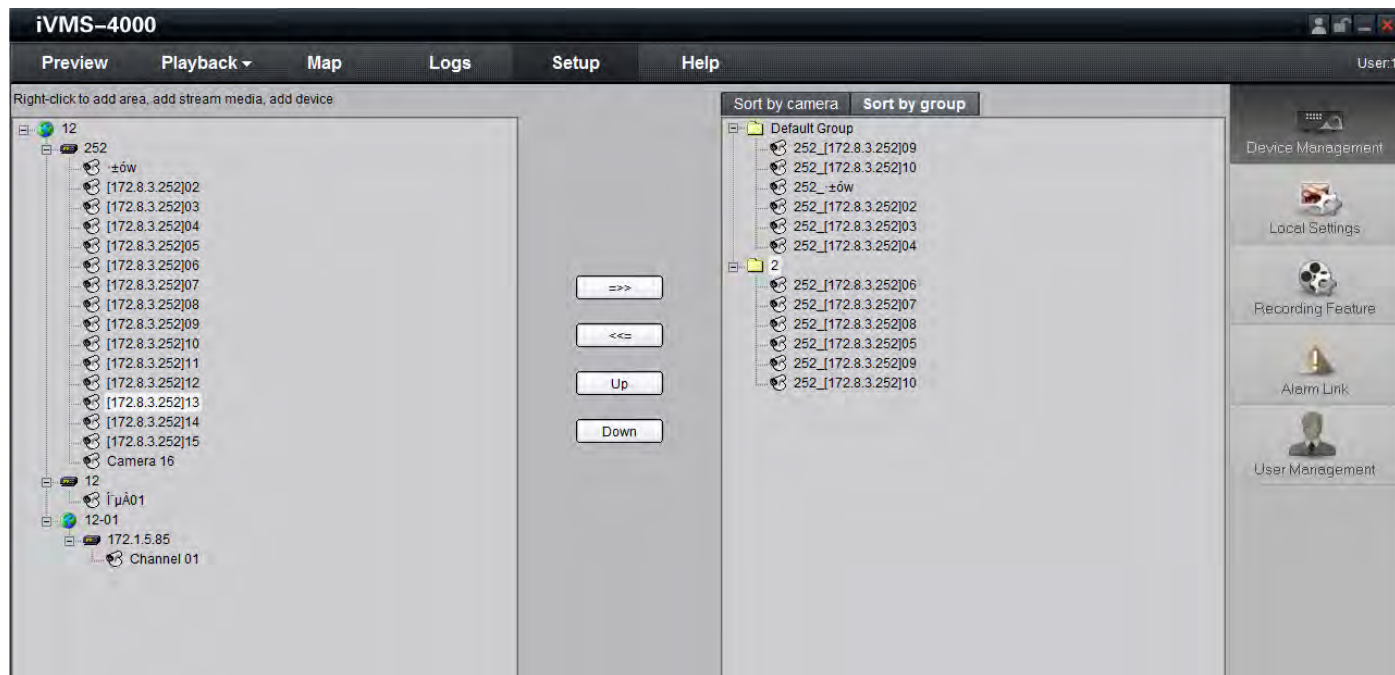 iVMS-4000
Preview Playback Map Logs Setup Help User:1
Right-click to add area, add stream media, add device
12
252
·±ów
[172.8.3.252]02
[172.8.3.252]03
[172.8.3.252]04
[172.8.3.252]05
[172.8.3.252]06
[172.8.3.252]07
[172.8.3.252]08
[172.8.3.252]09
[172.8.3.252]10
[172.8.3.252]11
[172.8.3.252]12
[172.8.3.252]13
[172.8.3.252]14
[172.8.3.252]15
Camera 16
12
Í¨µÀ01
12-01
172.1.5.85
Channel 01
=>>
<<=
Up
Down
Sort by camera Sort by group
Default Group
252_[172.8.3.252]09
252_[172.8.3.252]10
252_·±ów
252_[172.8.3.252]02
252_[172.8.3.252]03
252_[172.8.3.252]04
2
252_[172.8.3.252]06
252_[172.8.3.252]07
252_[172.8.3.252]08
252_[172.8.3.252]05
252_[172.8.3.252]09
252_[172.8.3.252]10
Device Management
Local Settings
Recording Feature
Alarm Link
User Management